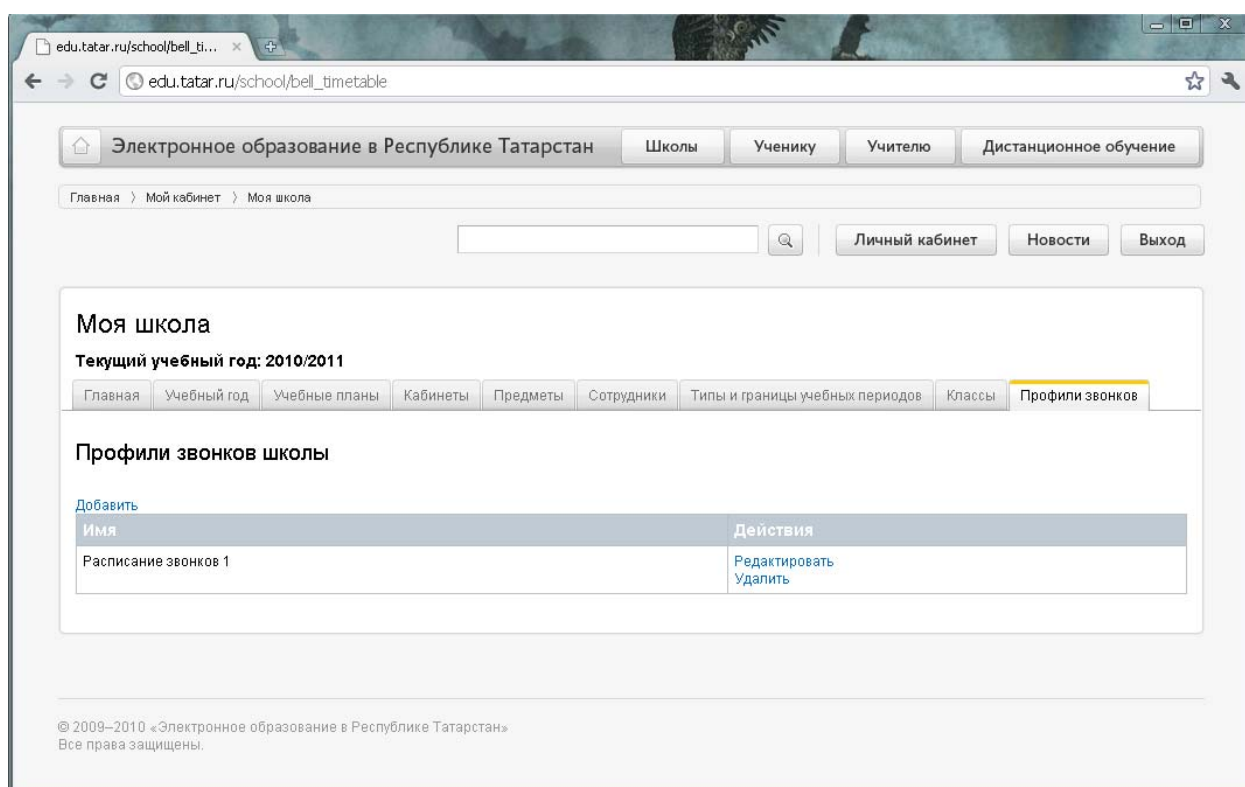 edu.tatar.ru/school/bell_ti...
edu.tatar.ru/school/bell_timetable
Электронное образование в Республике Татарстан Школы Ученику Учителю Дистанционное обучение
Главная 〉 Мой кабинет 〉 Моя школа
Личный кабинет Новости Выход
Моя школа
Текущий учебный год: 2010/2011
Главная Учебный год Учебные планы Кабинеты Предметы Сотрудники Типы и границы учебных периодов Классы Профили звонков
Профили звонков школы
Добавить
Имя Действия
Расписание звонков 1 Редактировать
Удалить
© 2009–2010 «Электронное образование в Республике Татарстан»
Все права защищены.